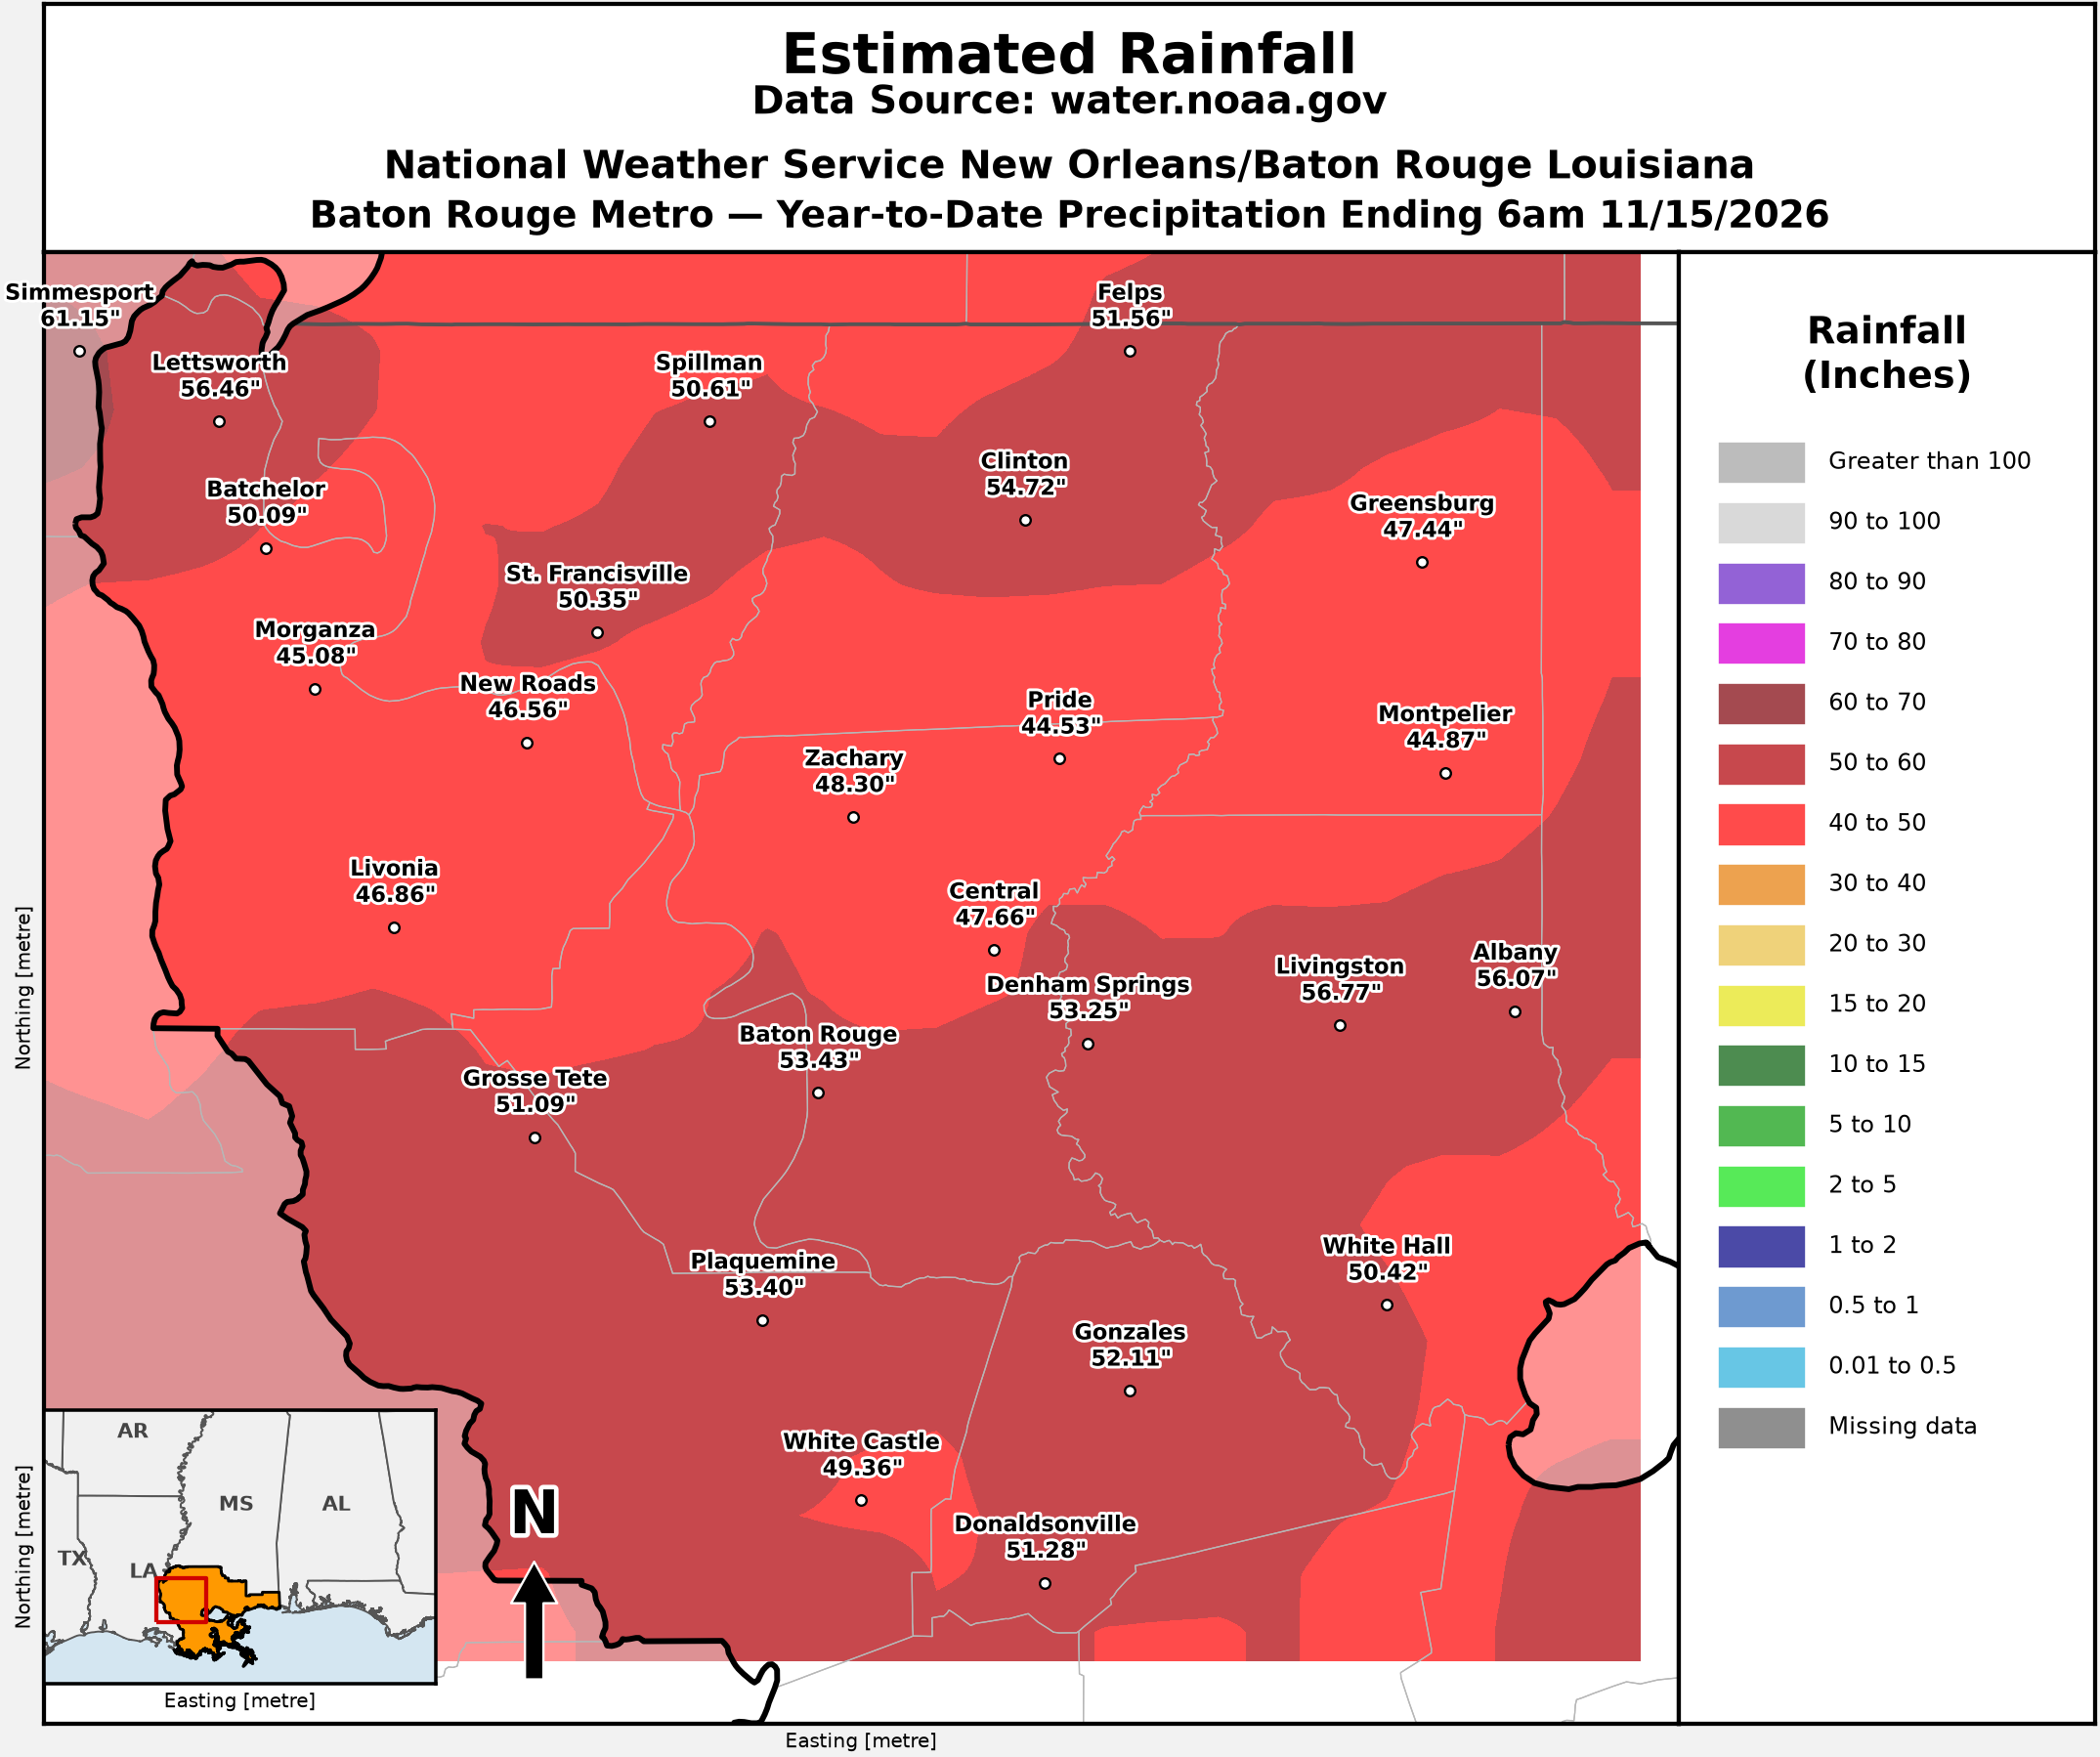 Estimated Rainfall
Data Source: water.noaa.gov
National Weather Service New Orleans/Baton Rouge Louisiana
Baton Rouge Metro — Year-to-Date Precipitation Ending 6am 11/15/2026
Simmesport
61.15"
Felps
51.56"
Lettsworth
56.46"
Spillman
50.61"
Clinton
54.72"
Batchelor
50.09"
Greensburg
47.44"
St. Francisville
50.35"
Morganza
45.08"
New Roads
46.56"
Pride
44.53"
Montpelier
44.87"
Zachary
48.30"
Livonia
46.86"
Central
47.66"
Denham Springs
53.25"
Livingston
56.77"
Albany
56.07"
Baton Rouge
53.43"
Grosse Tete
51.09"
White Hall
50.42"
Plaquemine
53.40"
Gonzales
52.11"
White Castle
49.36"
Donaldsonville
51.28"
N
AR
MS
AL
TX
LA
Northing [metre]
Northing [metre]
Easting [metre]
Easting [metre]
Rainfall
(Inches)
Greater than 100
90 to 100
80 to 90
70 to 80
60 to 70
50 to 60
40 to 50
30 to 40
20 to 30
15 to 20
10 to 15
5 to 10
2 to 5
1 to 2
0.5 to 1
0.01 to 0.5
Missing data